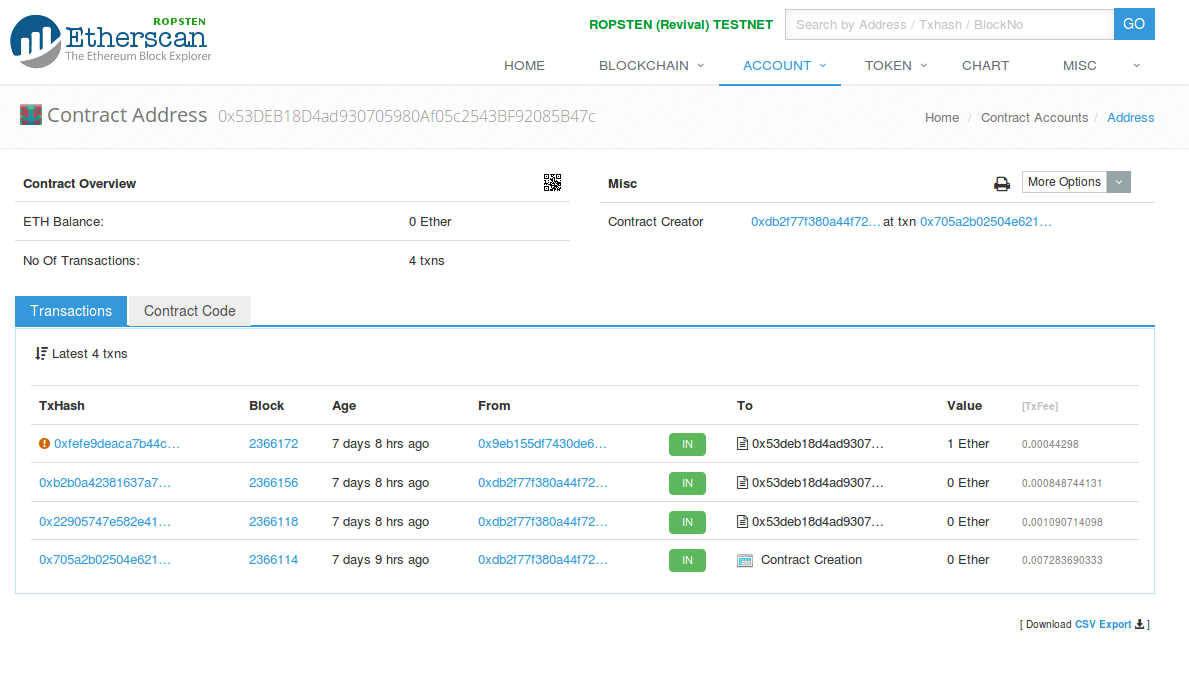 ROPSTEN
Etherscan
The Ethereum Block Explorer
ROPSTEN (Revival) TESTNET Search by Address / Txhash / BlockNo GO
HOME BLOCKCHAIN ACCOUNT TOKEN CHART MISC
Contract Address 0x53DEB18D4ad930705980Af05c2543BF92085B47c
Home / Contract Accounts / Address
Contract Overview
ETH Balance: 0 Ether
No Of Transactions: 4 txns
Misc More Options
Contract Creator 0xdb2f77f380a44f72... at txn 0x705a2b02504e621...
Transactions Contract Code
Latest 4 txns
TxHash Block Age From To Value [TxFee]
0xfefe9deaca7b44c... 2366172 7 days 8 hrs ago 0x9eb155df7430de6... IN 0x53deb18d4ad9307... 1 Ether 0.00044298
0xb2b0a42381637a7... 2366156 7 days 8 hrs ago 0xdb2f77f380a44f72... IN 0x53deb18d4ad9307... 0 Ether 0.000848744131
0x22905747e582e41... 2366118 7 days 8 hrs ago 0xdb2f77f380a44f72... IN 0x53deb18d4ad9307... 0 Ether 0.001090714098
0x705a2b02504e621... 2366114 7 days 9 hrs ago 0xdb2f77f380a44f72... IN Contract Creation 0 Ether 0.007283690333
[ Download CSV Export ]